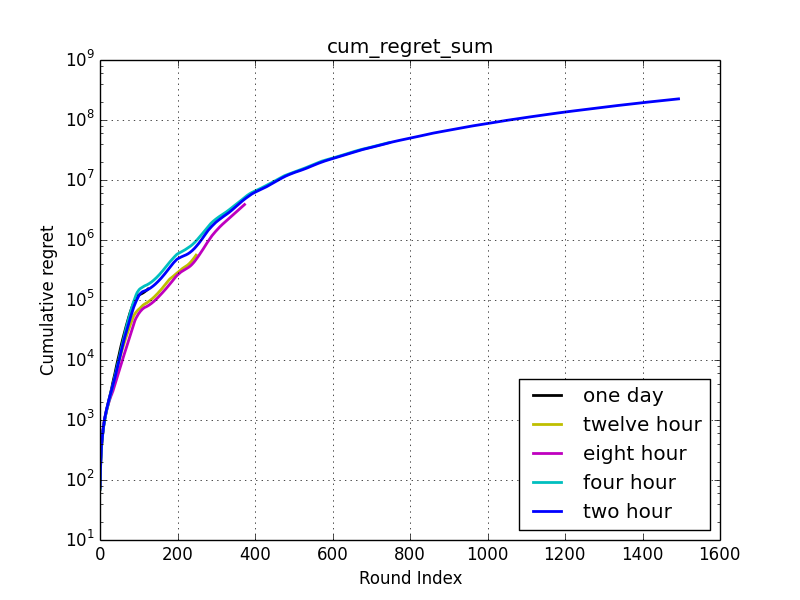 cum_regret_sum
10^9
10^8
10^7
10^6
10^5
10^4
10^3
10^2
10^1
Cumulative regret
one day
twelve hour
eight hour
four hour
two hour
0 200 400 600 800 1000 1200 1400 1600
Round Index